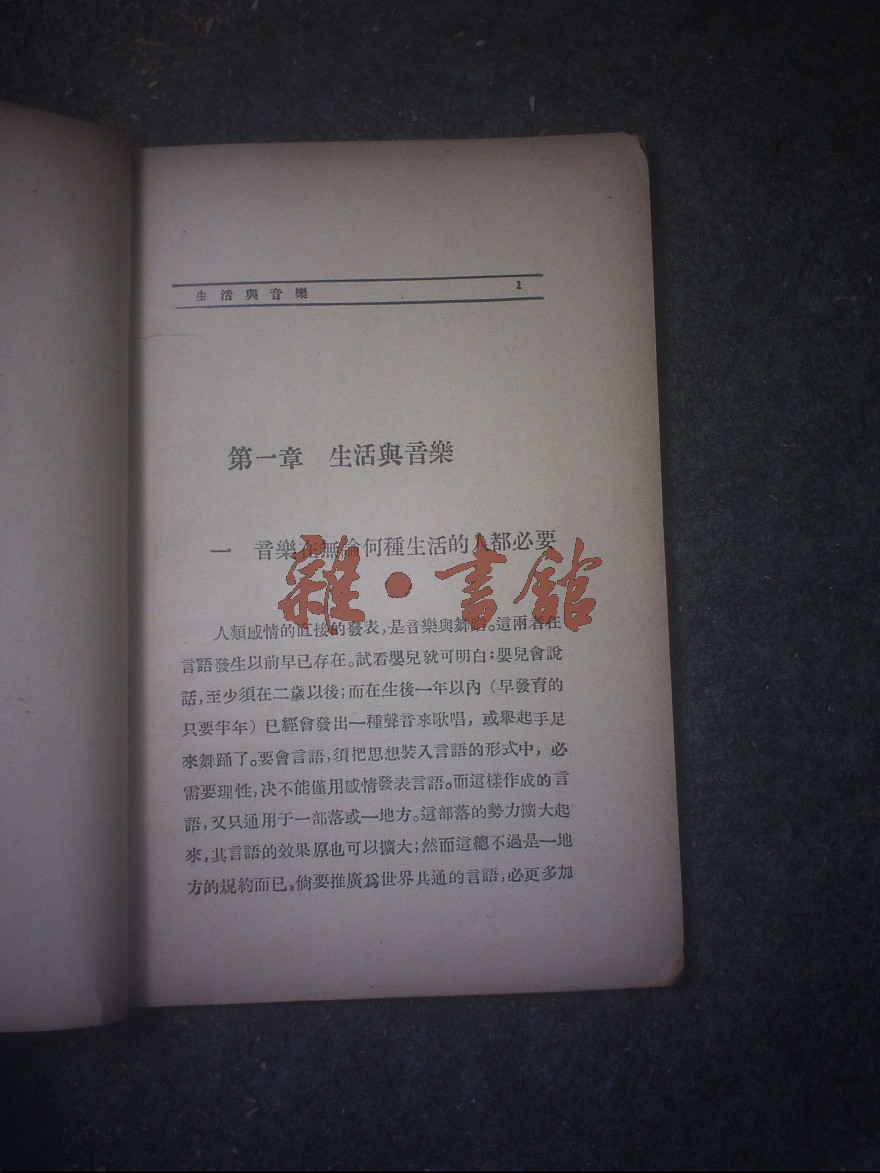 生活與音樂 1
第一章 生活與音樂
一 音樂在無論何種生活的人都必要
雜·書館
人類感情的直接的發表,是音樂與舞蹈。這兩者在
言語發生以前早已存在。試看嬰兒就可明白:嬰兒會說
話,至少須在二歲以後;而在生後一年以內(早發育的
只要半年)已經會發出一種聲音來歌唱,或舉起手足
來舞踊了。要會言語,須把思想裝入言語的形式中,必
需要理性,決不能僅用感情發表言語。而這樣作成的言
語,又只通用于一部落或一地方。這部落的勢力擴大起
來,其言語的效果原也可以擴大;然而這總不過是一地
方的規約而已。倘要推廣爲世界共通的言語,必更多加